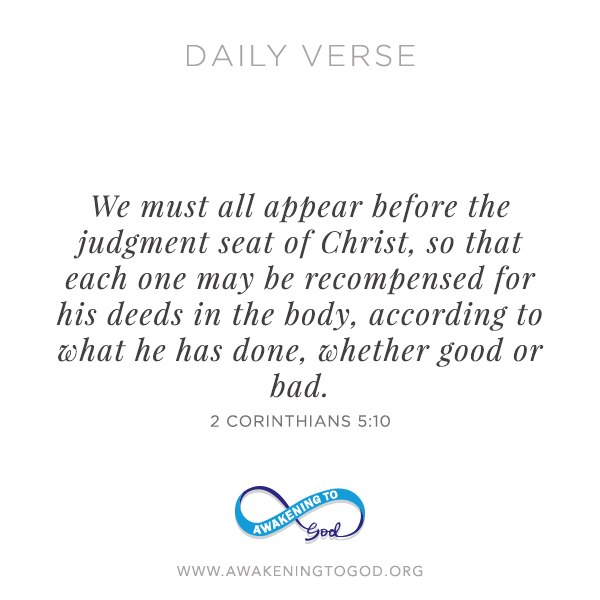 DAILY VERSE
We must all appear before the
judgment seat of Christ, so that
each one may be recompensed for
his deeds in the body, according to
what he has done, whether good or
bad.
2 CORINTHIANS 5:10
AWAKENING TO
God
WWW.AWAKENINGTOGOD.ORG